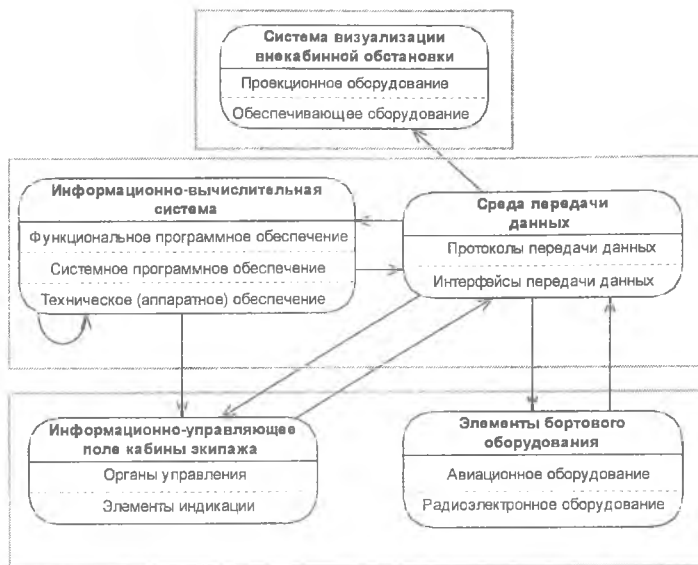 Система визуализации
внекабинной обстановки
Проекционное оборудование
Обеспечивающее оборудование
Информационно-вычислительная
система
Функциональное программное обеспечение
Системное программное обеспечение
Техническое (аппаратное) обеспечение
Среда передачи
данных
Протоколы передачи данных
Интерфейсы передачи данных
Информационно-управляющее
поле кабины экипажа
Органы управления
Элементы индикации
Элементы бортового
оборудования
Авиационное оборудование
Радиоэлектронное оборудование